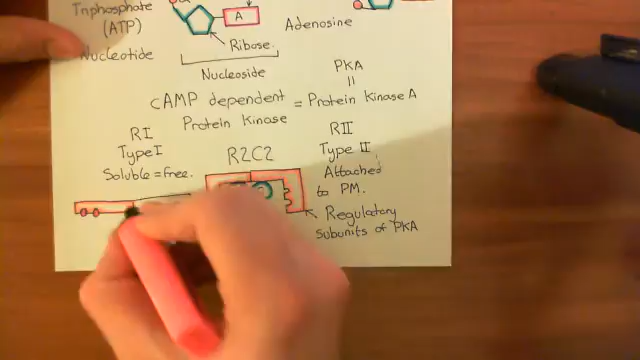 Triphosphate
(ATP)
A
Adenosine
Ribose.
Nucleotide
Nucleoside
PKA
=
cAMP dependent = Protein Kinase A
Protein Kinase
RI
RII
Type I
R2C2
Type II
Soluble = free.
Attached
to PM.
Regulatory
subunits of PKA